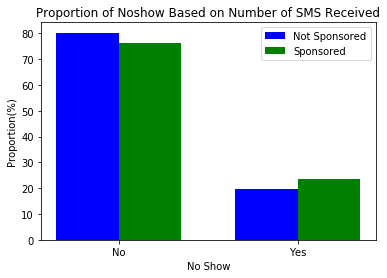 Proportion of Noshow Based on Number of SMS Received
80
70
60
50
40
30
20
10
0
Proportion(%)
Not Sponsored
Sponsored
No
Yes
No Show